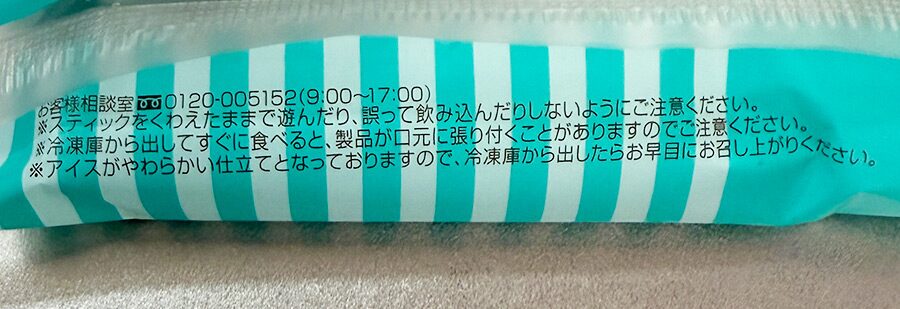 お客様相談室 0120-005152(9:00〜17:00)
※スティックをくわえたままで遊んだり、誤って飲み込んだりしないようにご注意ください。
※冷凍庫から出してすぐに食べると、製品が口元に張り付くことがありますのでご注意ください。
※アイスがやわらかい仕立てとなっておりますので、冷凍庫から出したらお早目にお召し上がりください。